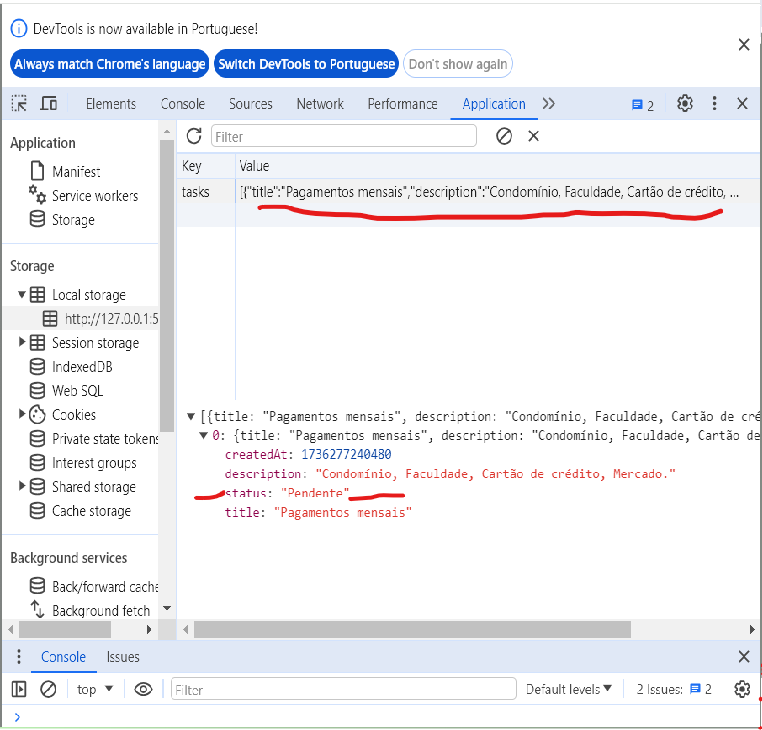 DevTools is now available in Portuguese!
Always match Chrome's language Switch DevTools to Portuguese Don't show again
Elements Console Sources Network Performance Application 2
Application
Manifest
Service workers
Storage
Storage
Local storage
http://127.0.0.1:5
Session storage
IndexedDB
Web SQL
Cookies
Private state tokens
Interest groups
Shared storage
Cache storage
Background services
Back/forward cache
Background fetch
Filter
Key Value
tasks [{"title":"Pagamentos mensais","description":"Condomínio, Faculdade, Cartão de crédito, ...
[{title: "Pagamentos mensais", description: "Condomínio, Faculdade, Cartão de cré
0: {title: "Pagamentos mensais", description: "Condomínio, Faculdade, Cartão de
createdAt: 1736277240480
description: "Condomínio, Faculdade, Cartão de crédito, Mercado."
status: "Pendente"
title: "Pagamentos mensais"
Console Issues
top Filter Default levels 2 Issues: 2